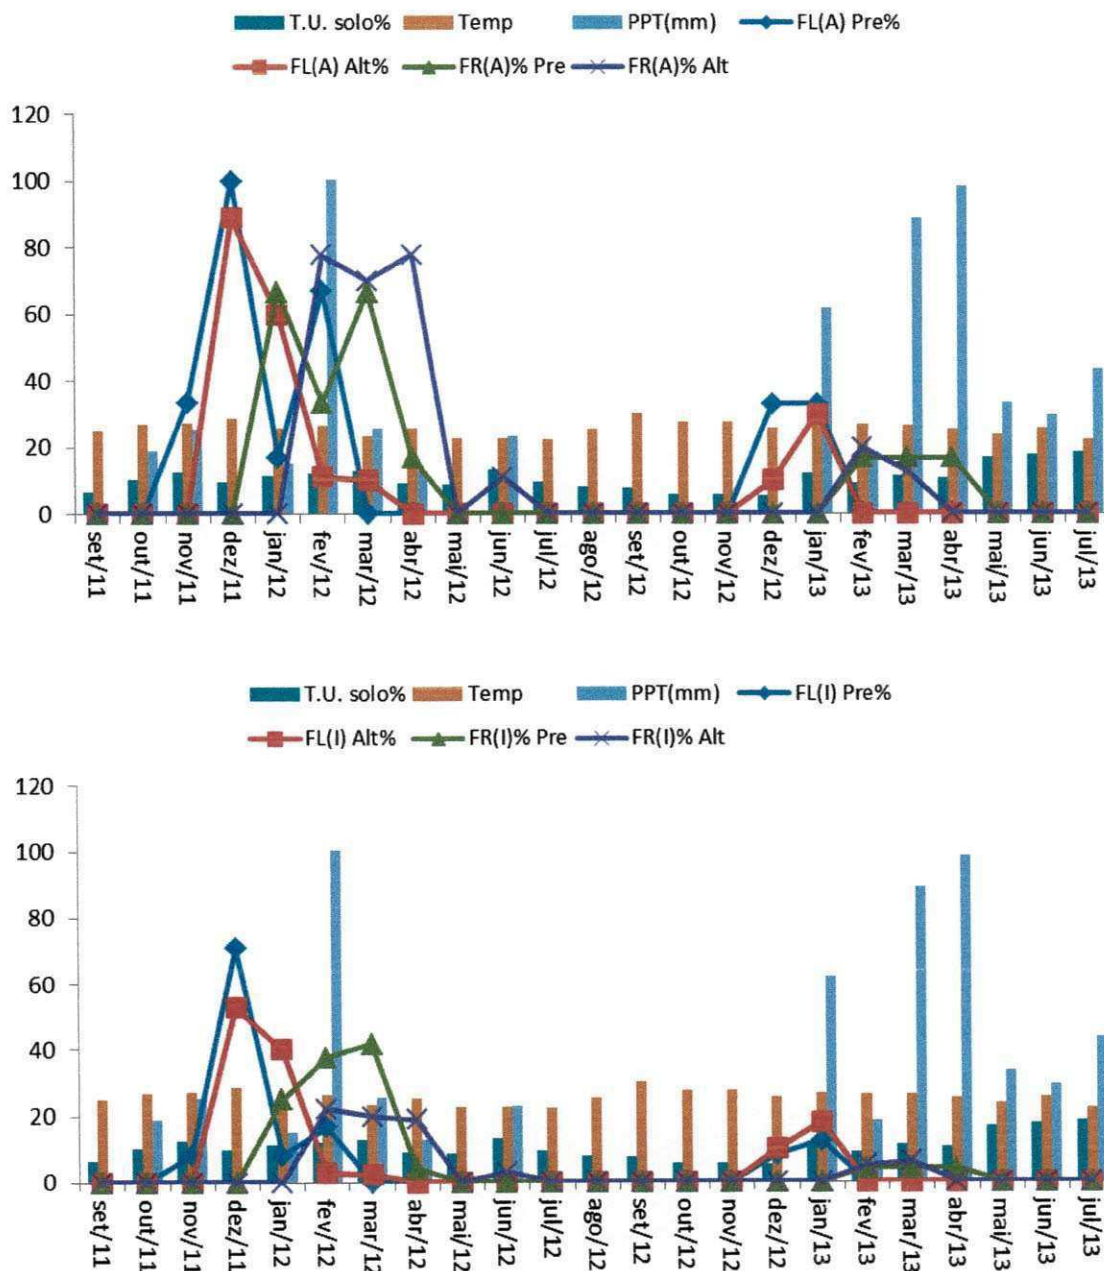 T.U. solo% Temp PPT(mm) FL(A) Pre%
FL(A) Alt% FR(A)% Pre FR(A)% Alt
120
100
80
60
40
20
0
set/11 out/11 nov/11 dez/11 jan/12 fev/12 mar/12 abr/12 mai/12 jun/12 jul/12 ago/12 set/12 out/12 nov/12 dez/12 jan/13 fev/13 mar/13 abr/13 mai/13 jun/13 jul/13
T.U. solo% Temp PPT(mm) FL(I) Pre%
FL(I) Alt% FR(I)% Pre FR(I)% Alt
120
100
80
60
40
20
0
set/11 out/11 nov/11 dez/11 jan/12 fev/12 mar/12 abr/12 mai/12 jun/12 jul/12 ago/12 set/12 out/12 nov/12 dez/12 jan/13 fev/13 mar/13 abr/13 mai/13 jun/13 jul/13